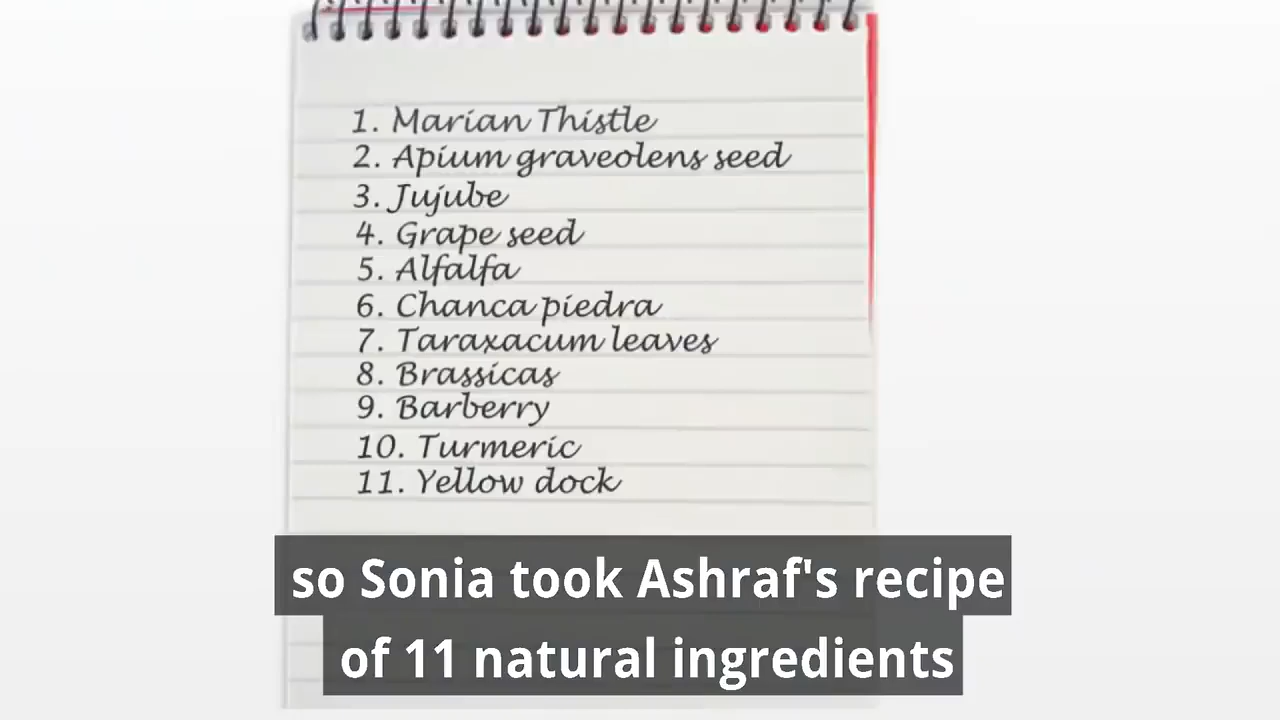 1. Marian Thistle
2. Apium graveolens seed
3. Jujube
4. Grape seed
5. Alfalfa
6. Chanca piedra
7. Taraxacum leaves
8. Brassicas
9. Barberry
10. Turmeric
11. Yellow dock
so Sonia took Ashraf's recipe
of 11 natural ingredients